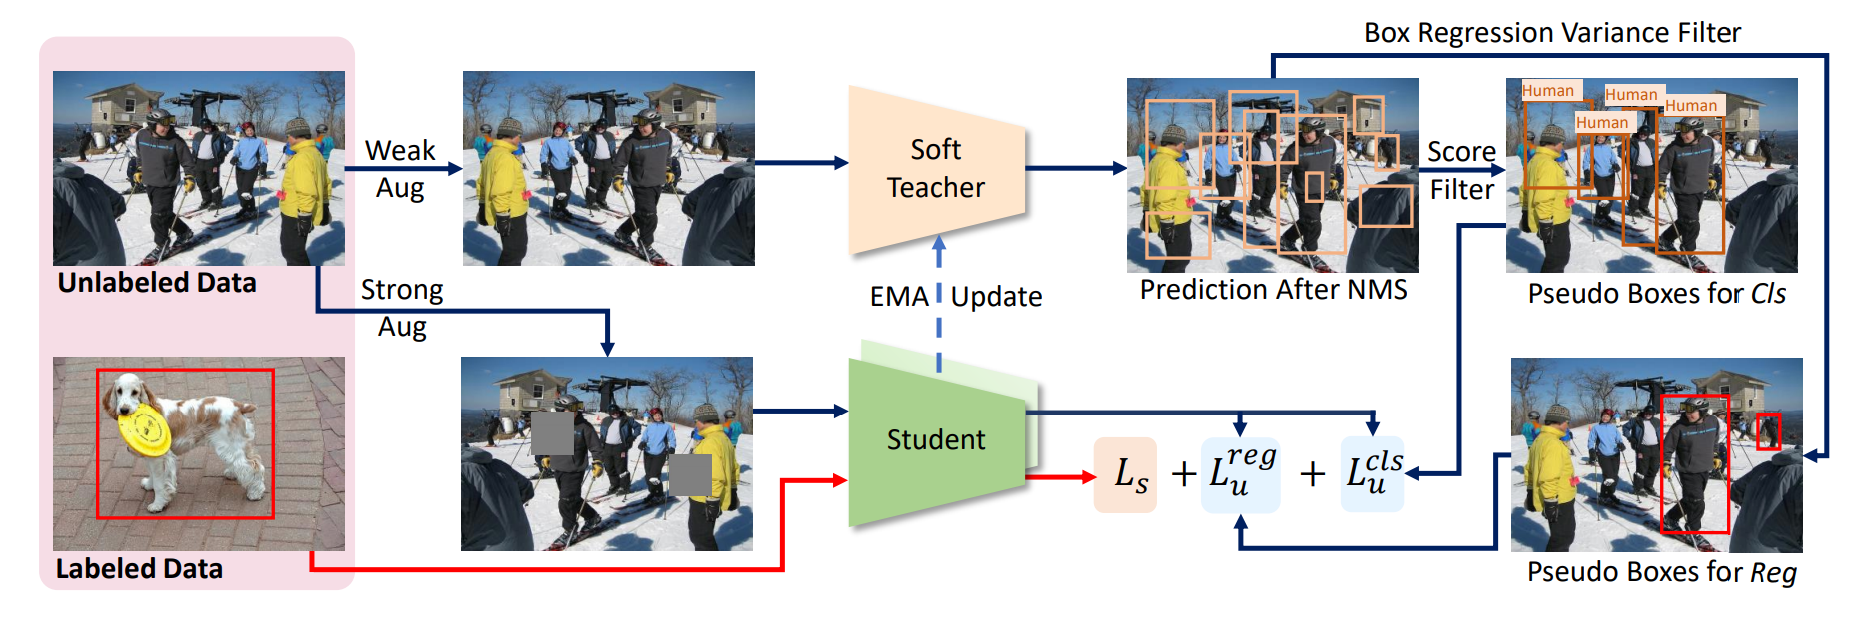 Box Regression Variance Filter
Weak
Aug
Soft
Teacher
Score
Filter
Human
Human
Human
Human
Unlabeled Data
Strong
Aug
EMA Update
Prediction After NMS
Pseudo Boxes for Cls
Student
L_s + L_u^{reg} + L_u^{cls}
Labeled Data
Pseudo Boxes for Reg